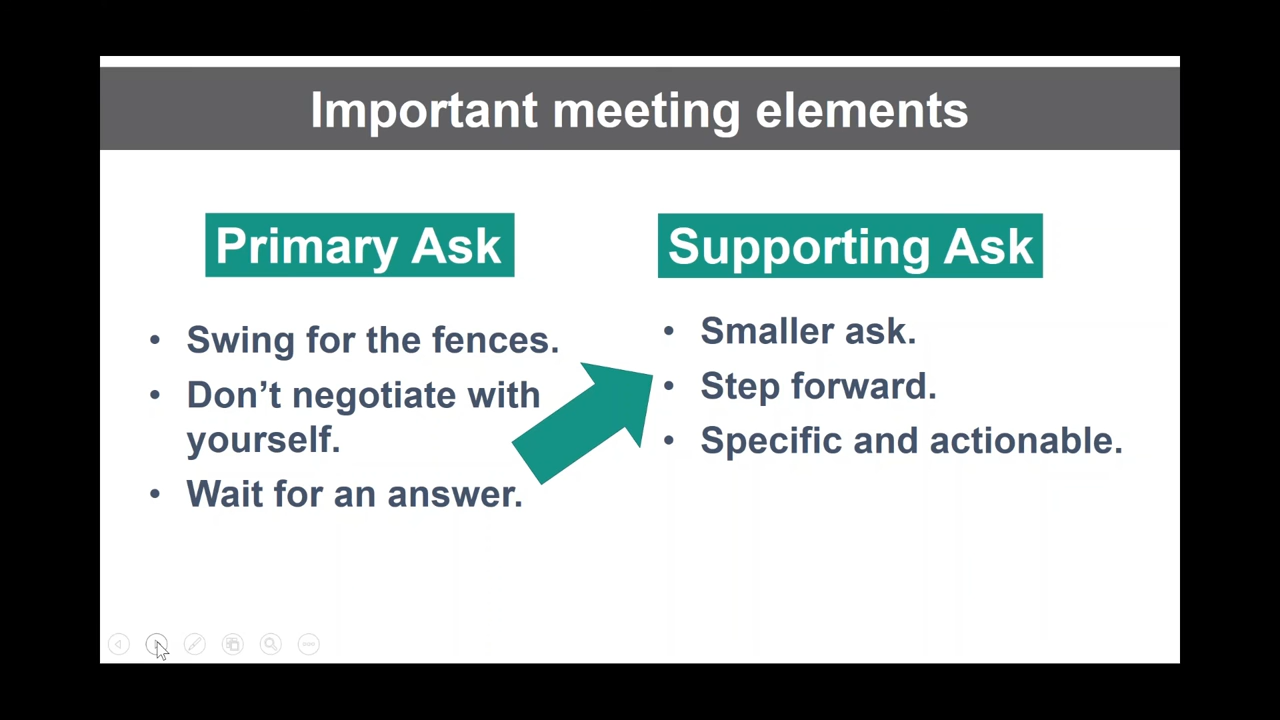 Important meeting elements
Primary Ask
• Swing for the fences.
• Don’t negotiate with
yourself.
• Wait for an answer.
Supporting Ask
• Smaller ask.
• Step forward.
• Specific and actionable.